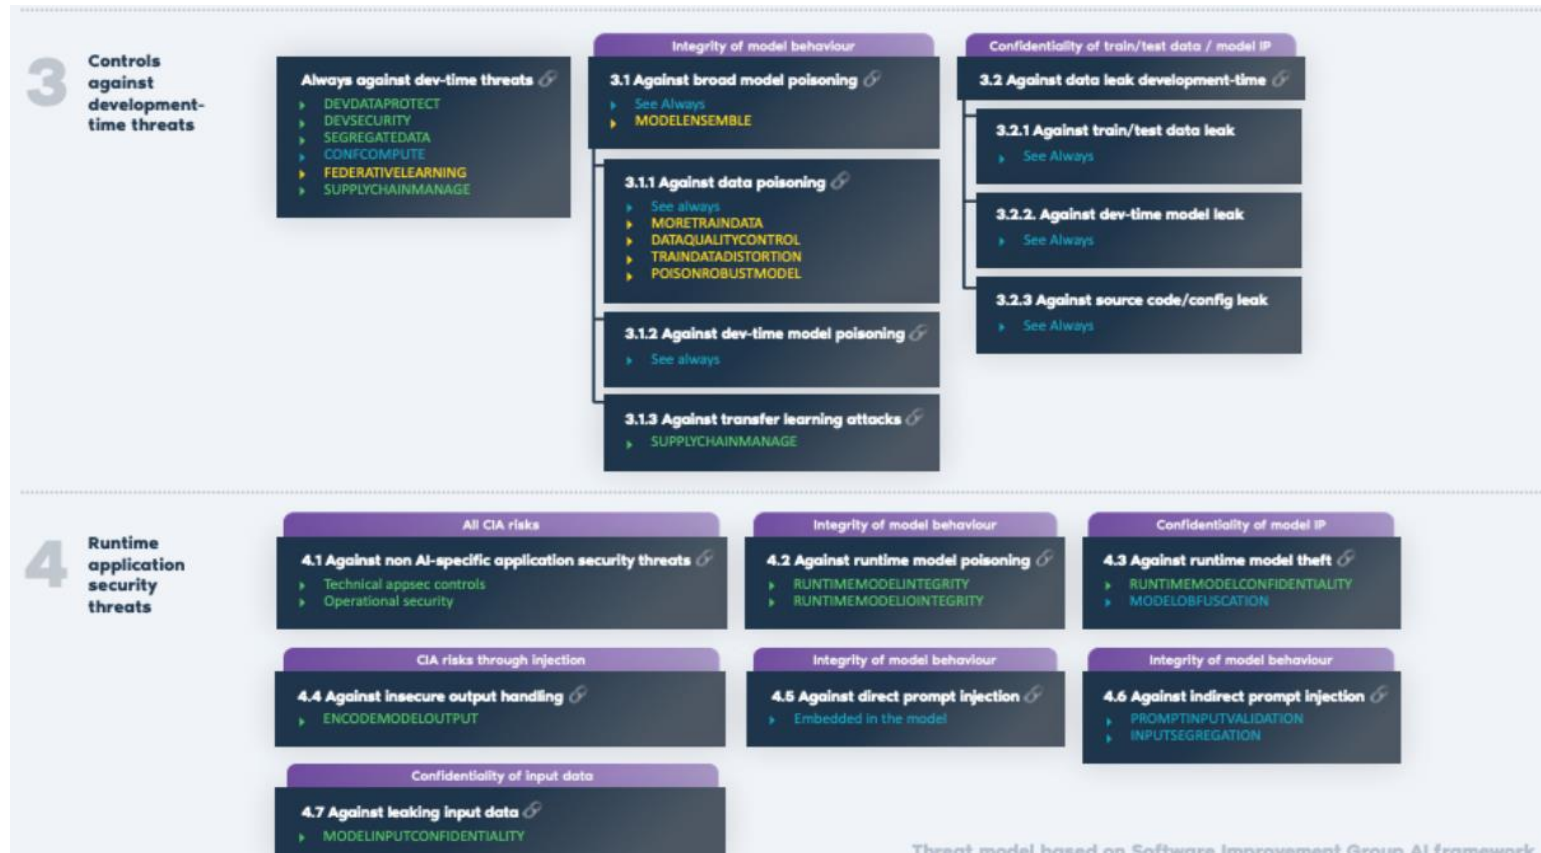 3
Controls
against
development-
time threats
Always against dev-time threats
DEVDATAPROTECT
DEVSECURITY
SEGREGATEDATA
CONFCOMPUTE
FEDERATIVELEARNING
SUPPLYCHAINMANAGE
Integrity of model behaviour
3.1 Against broad model poisoning
See Always
MODELENSEMBLE
3.1.1 Against data poisoning
See always
MORETRAINDATA
DATAQUALITYCONTROL
TRAINDATADISTORTION
POISONROBUSTMODEL
3.1.2 Against dev-time model poisoning
See always
3.1.3 Against transfer learning attacks
SUPPLYCHAINMANAGE
Confidentiality of train/test data / model IP
3.2 Against data leak development-time
3.2.1 Against train/test data leak
See Always
3.2.2. Against dev-time model leak
See Always
3.2.3 Against source code/config leak
See Always
4
Runtime
application
security
threats
All CIA risks
4.1 Against non AI-specific application security threats
Technical appsec controls
Operational security
Integrity of model behaviour
4.2 Against runtime model poisoning
RUNTIMEMODELINTEGRITY
RUNTIMEMODELIOINTEGRITY
Confidentiality of model IP
4.3 Against runtime model theft
RUNTIMEMODELCONFIDENTIALITY
MODELOBFUSCATION
CIA risks through injection
4.4 Against insecure output handling
ENCODEMODELOUTPUT
Integrity of model behaviour
4.5 Against direct prompt injection
Embedded in the model
Integrity of model behaviour
4.6 Against indirect prompt injection
PROMPTINPUTVALIDATION
INPUTSEGREGATION
Confidentiality of input data
4.7 Against leaking input data
MODELINPUTCONFIDENTIALITY
Threat model based on Software Improvement Group AI framework